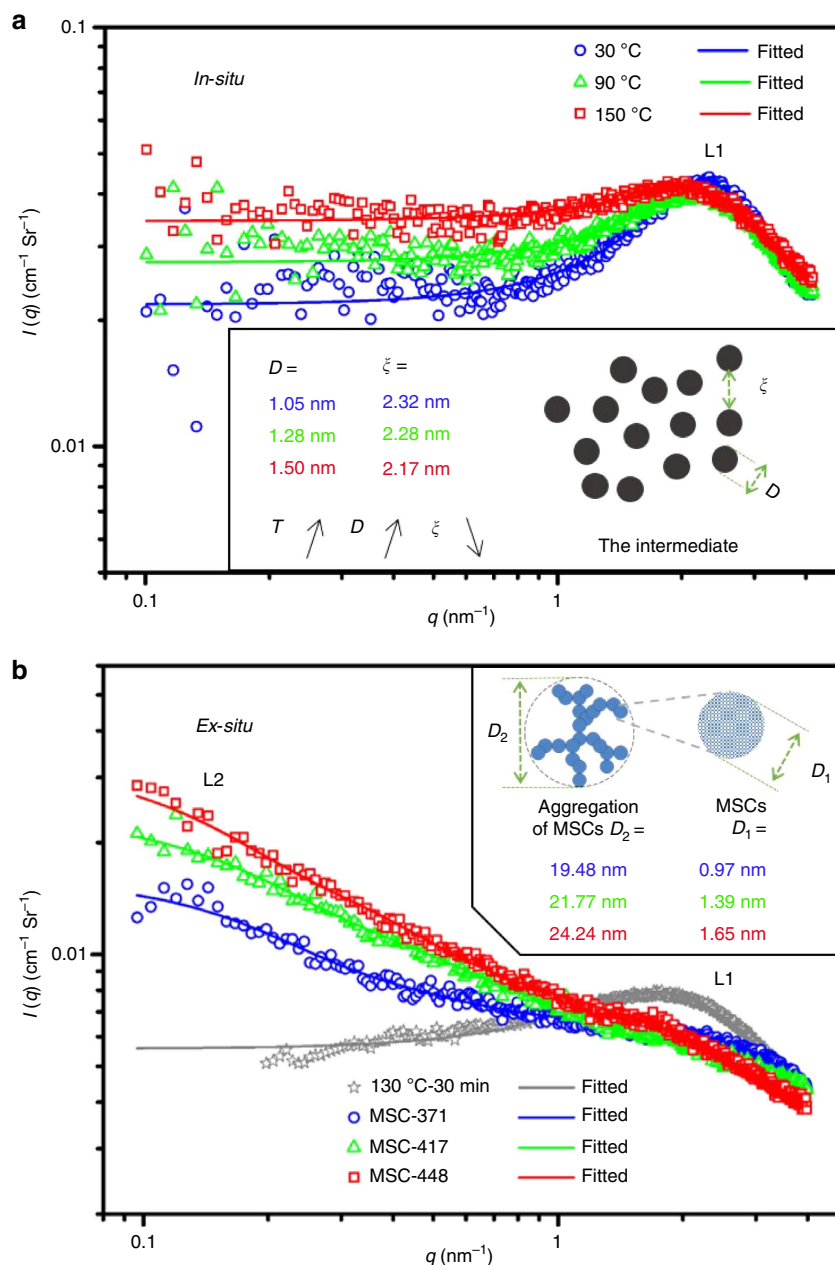 a
0.1
In-situ
30 °C Fitted
90 °C Fitted
150 °C Fitted
L1
I (q) (cm⁻¹ Sr⁻¹)
0.01
D = ξ =
1.05 nm 2.32 nm
1.28 nm 2.28 nm
1.50 nm 2.17 nm
T D ξ
ξ
D
The intermediate
0.1 1
q (nm⁻¹)
b
Ex-situ
L2
D₂
D₁
Aggregation MSCs
of MSCs D₂ = D₁ =
19.48 nm 0.97 nm
21.77 nm 1.39 nm
24.24 nm 1.65 nm
I (q) (cm⁻¹ Sr⁻¹)
0.01
L1
130 °C-30 min Fitted
MSC-371 Fitted
MSC-417 Fitted
MSC-448 Fitted
0.1 1
q (nm⁻¹)